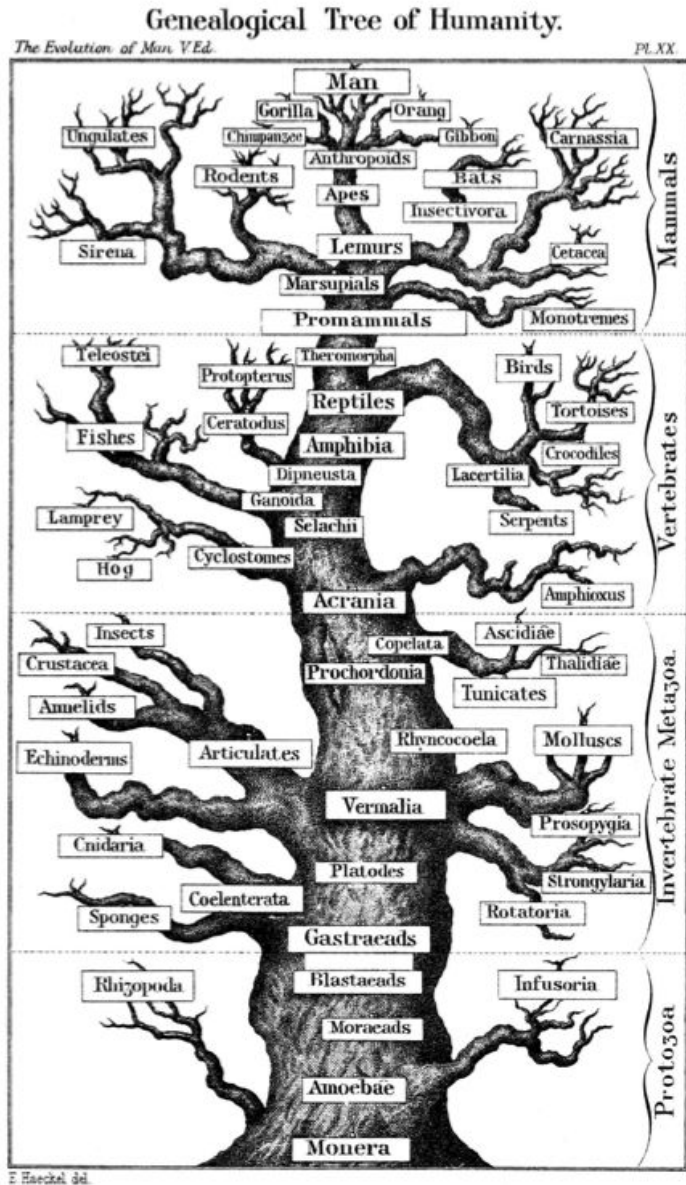 Genealogical Tree of Humanity.
The Evolution of Man V.Ed.
Pl.XX.
Man
Gorilla
Orang
Ungulates
Chimpanzee
Gibbon
Carnassia
Anthropoids
Rodents
Bats
Apes
Insectivora
Sirena
Lemurs
Cetacea
Marsupials
Promammals
Monotremes
Mammals
Teleostei
Theromorpha
Birds
Protopterus
Reptiles
Tortoises
Ceratodus
Fishes
Amphibia
Crocodiles
Dipneusta
Lacertilia
Ganoida
Lamprey
Selachii
Serpents
Cyclostomes
Hog
Acrania
Amphioxus
Vertebrates
Insects
Ascidiae
Copelata
Crustacea
Thalidiae
Prochordonia
Tunicates
Annelids
Articulates
Rhyncocoela
Molluscs
Echinoderms
Vermalia
Prosopygia
Cnidaria
Platodes
Strongylaria
Coelenterata
Sponges
Rotatoria
Gastraeads
Invertebrate Metazoa.
Blastaeads
Rhizopoda
Infusoria
Moraeads
Amoebae
Monera
Protozoa
E. Haeckel del.